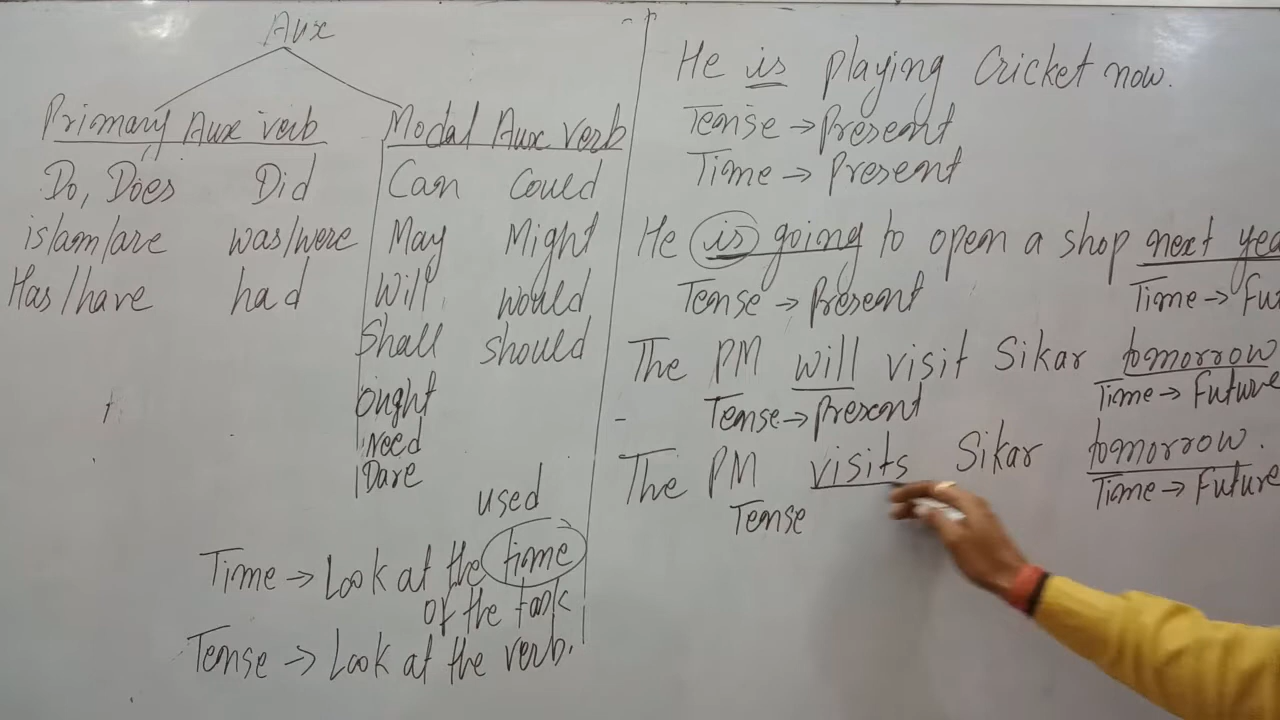 Aux
Primary Aux verb
Do, Does Did
is/am/are was/were
Has/have had
Modal Aux verb
Can Could
May Might
Will would
Shall should
ought
Need
Dare
used
Time → Look at the time
of the task
Tense → Look at the verb.
He is playing Cricket now.
Tense → Present
Time → Present
He is going to open a shop next yea
Tense → Present Time → Fu
The PM will visit Sikar tomorrow
Tense → Present Time → Future
The PM visits Sikar tomorrow.
Tense Time → Future